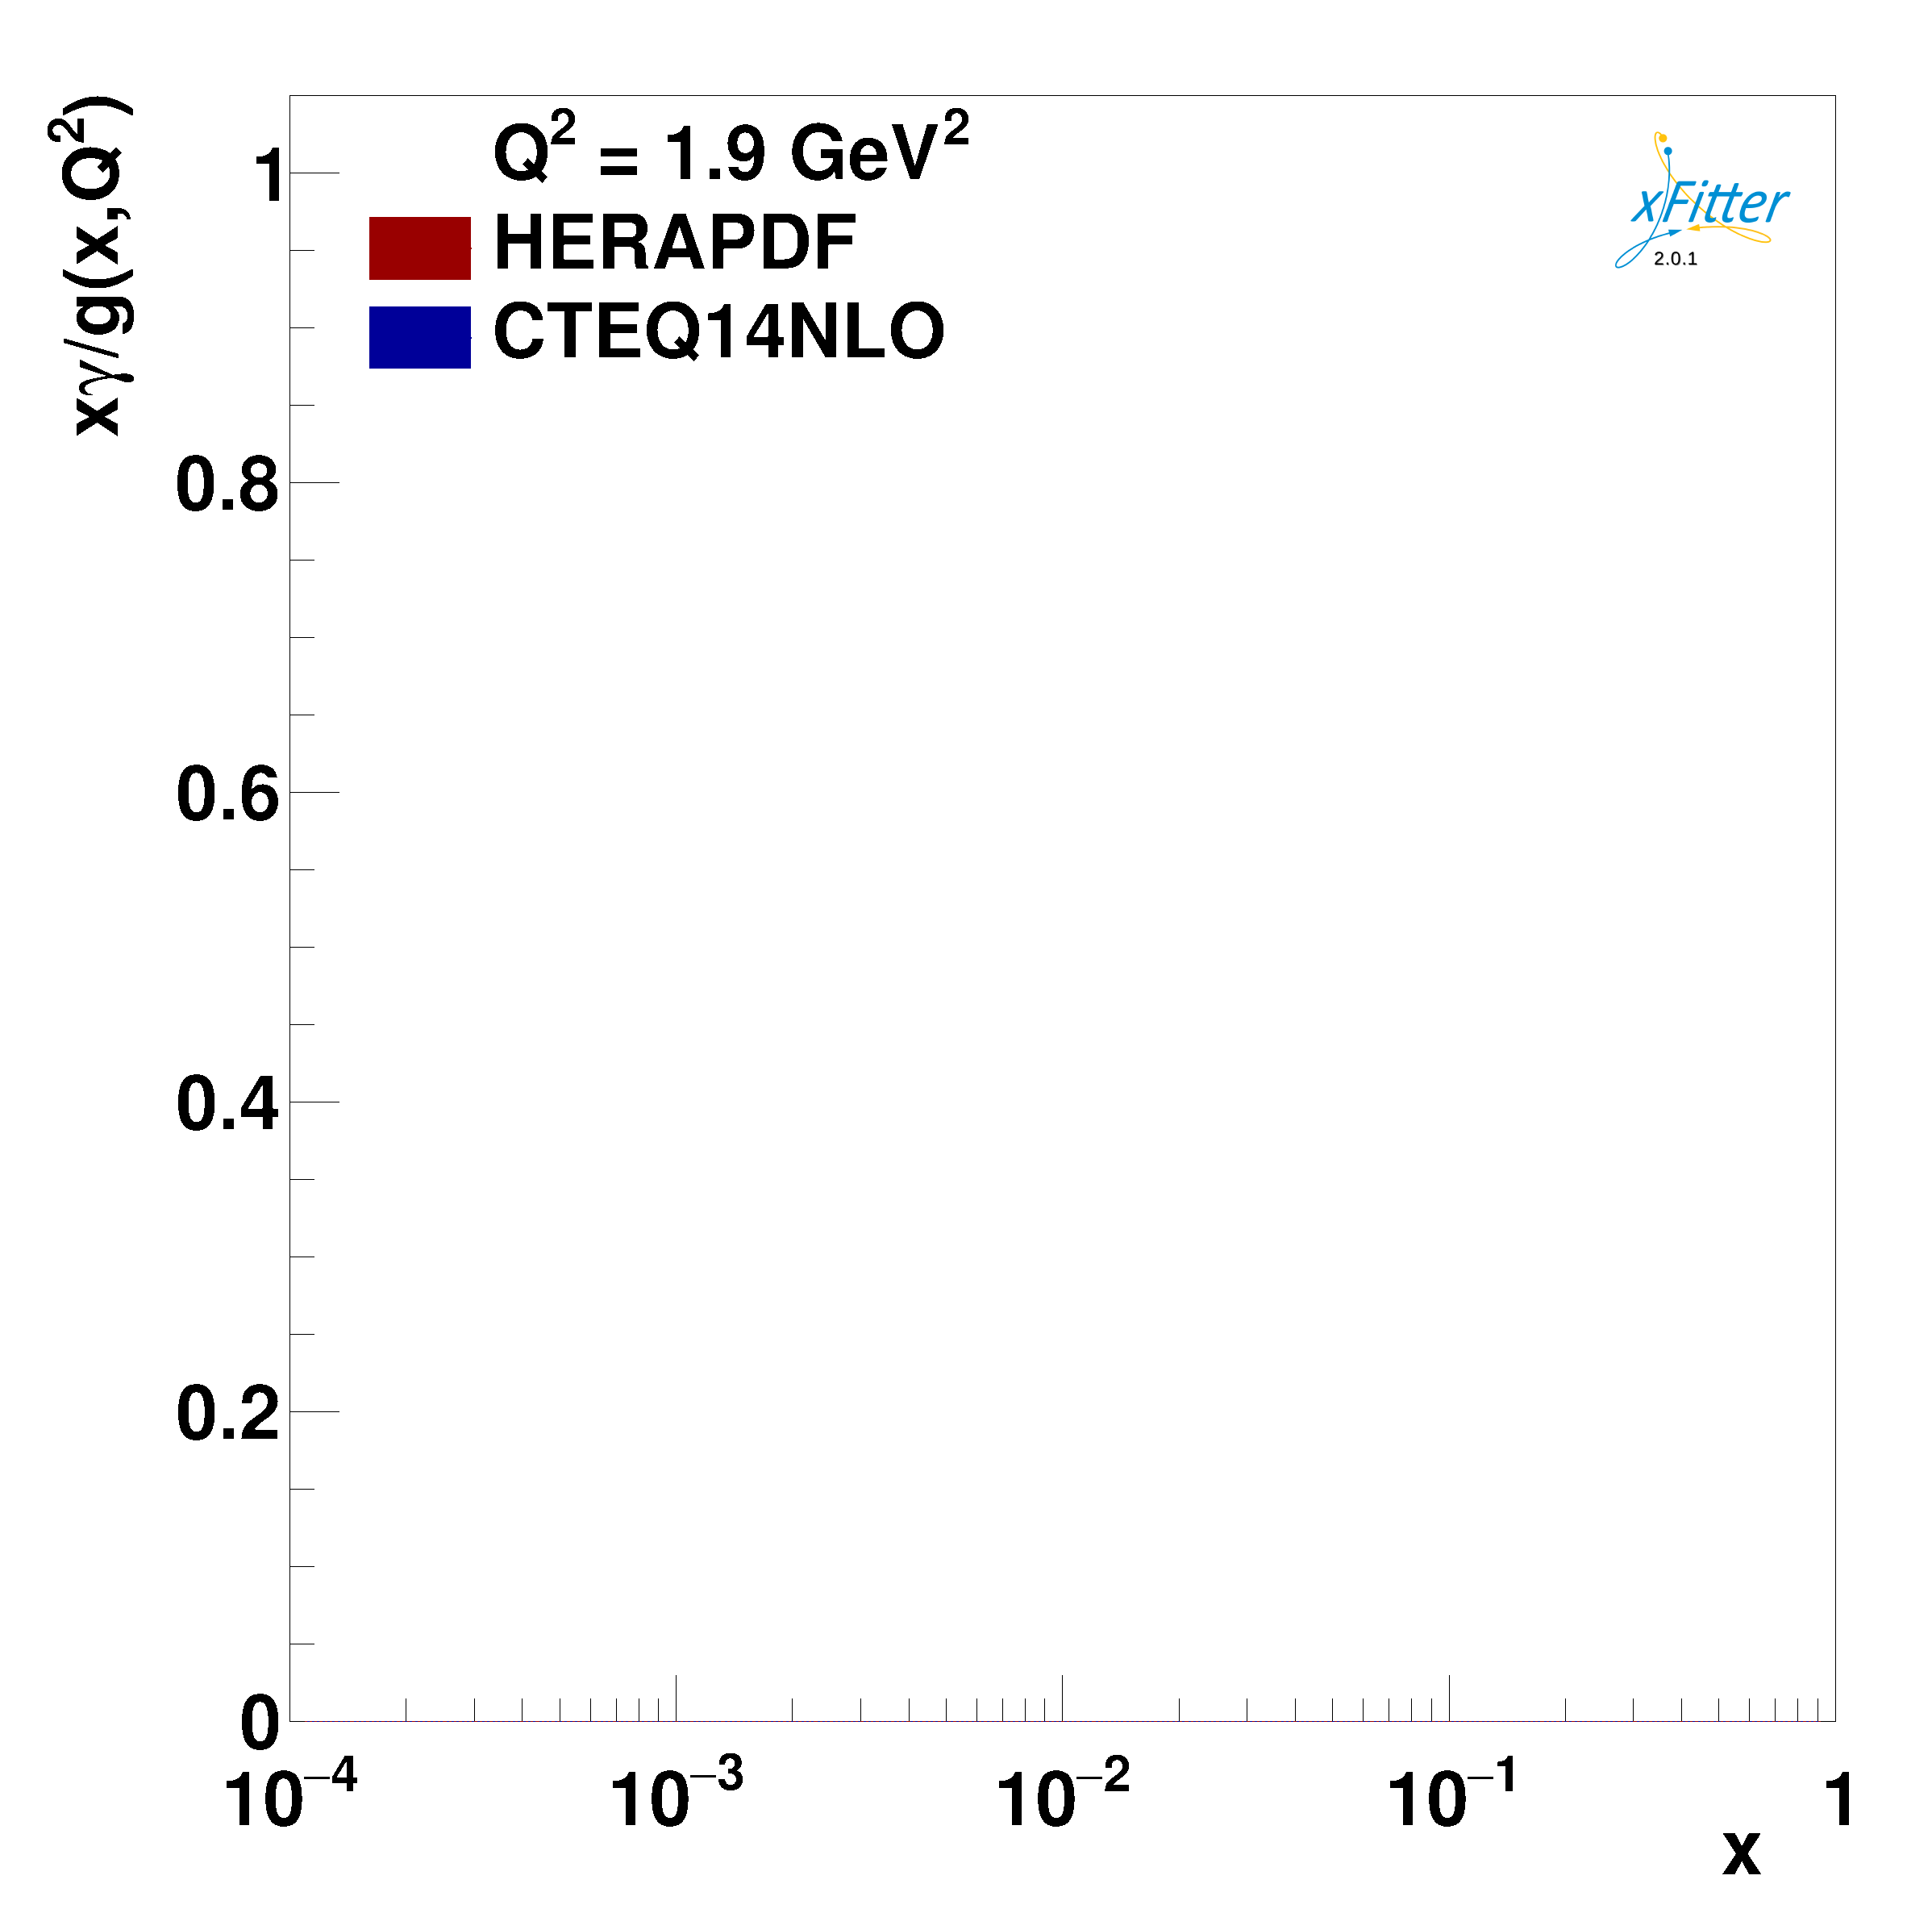 xγ/g(x,Q²)
Q² = 1.9 GeV²
HERAPDF
CTEQ14NLO
xFitter
2.0.1
1
0.8
0.6
0.4
0.2
0
10⁻⁴ 10⁻³ 10⁻² 10⁻¹ 1
x